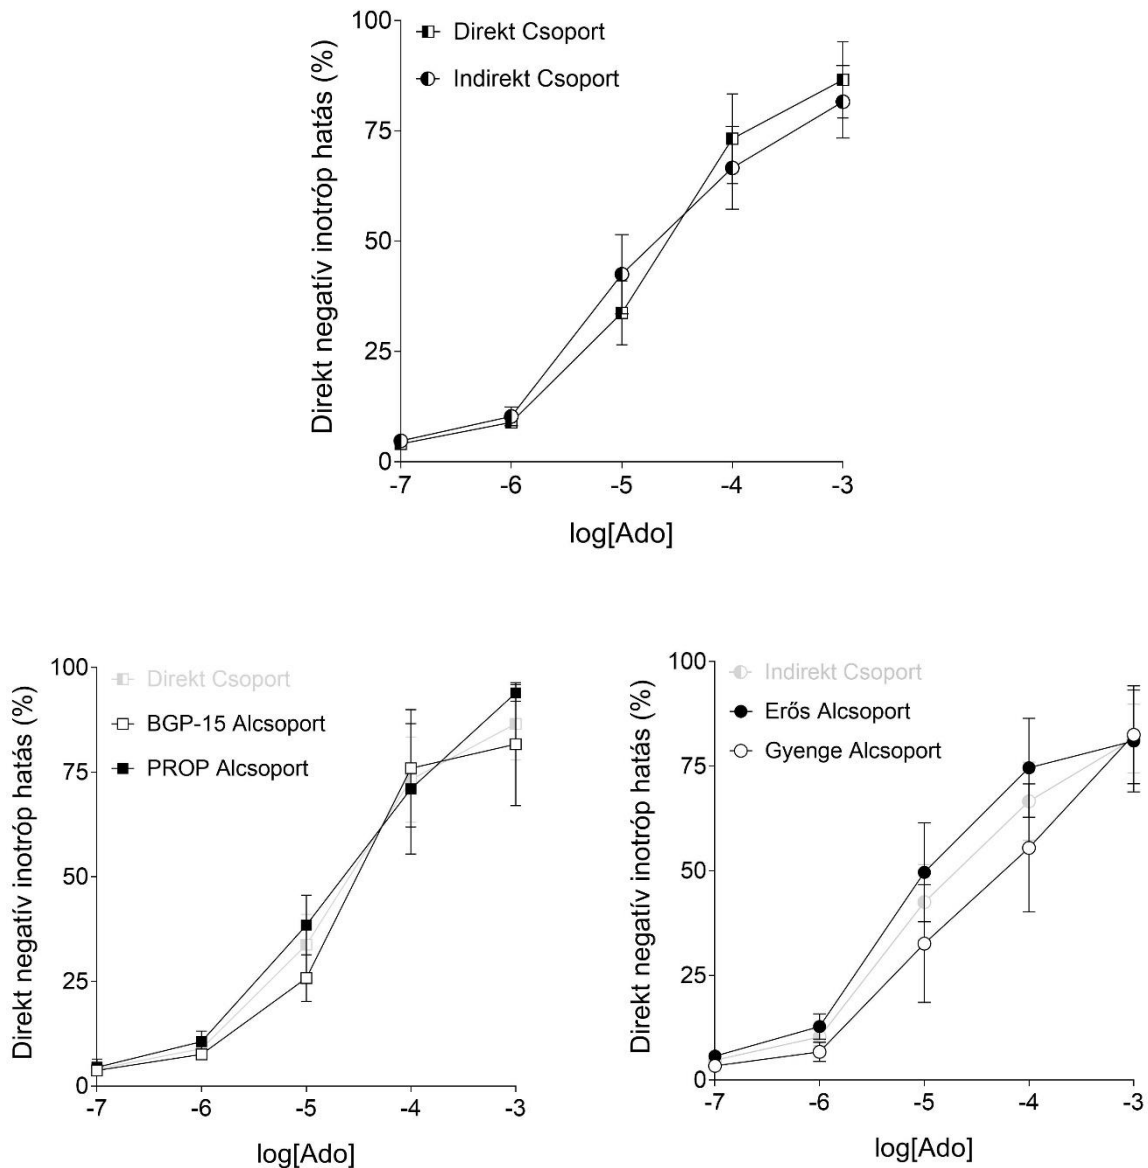 Direkt negatív inotróp hatás (%)
100
75
50
25
0
Direkt Csoport
Indirekt Csoport
-7 -6 -5 -4 -3
log[Ado]
Direkt negatív inotróp hatás (%)
100
75
50
25
0
Direkt Csoport
BGP-15 Alcsoport
PROP Alcsoport
-7 -6 -5 -4 -3
log[Ado]
Direkt negatív inotróp hatás (%)
100
75
50
25
0
Indirekt Csoport
Erős Alcsoport
Gyenge Alcsoport
-7 -6 -5 -4 -3
log[Ado]